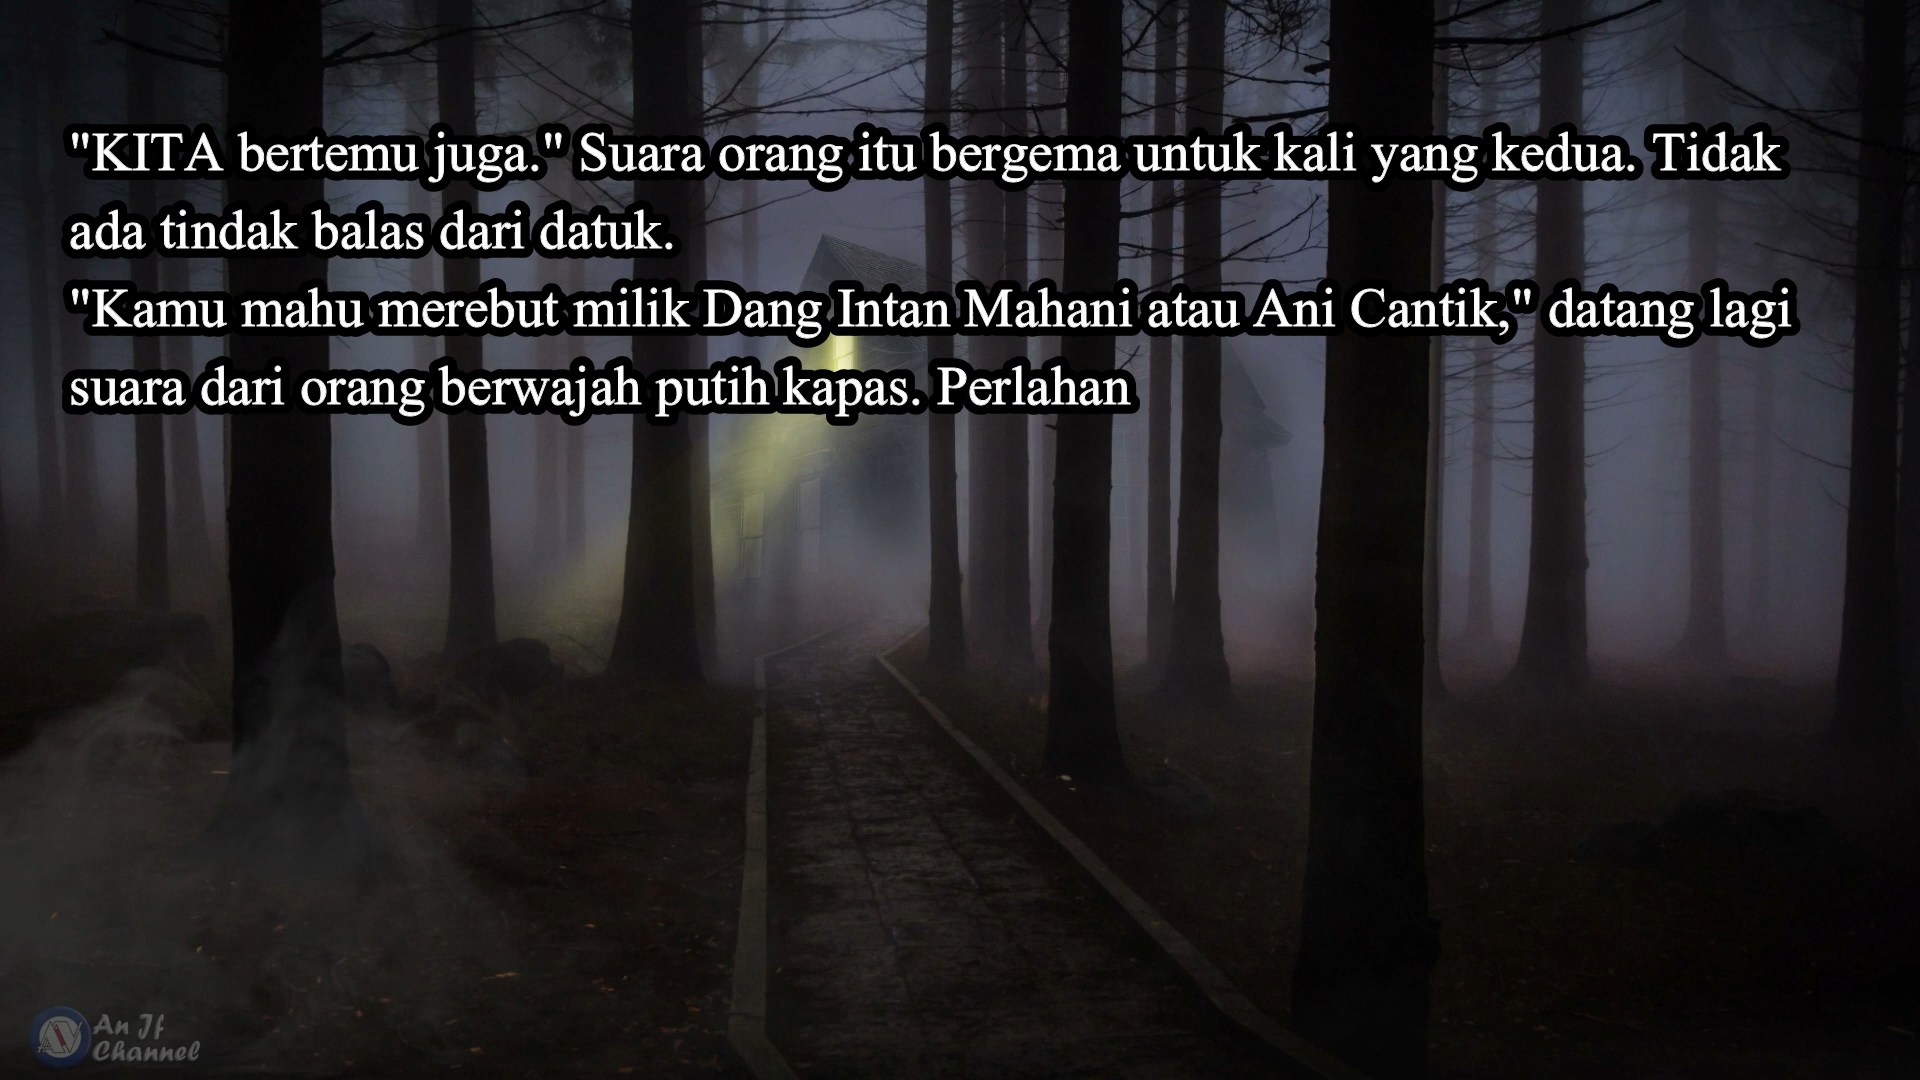 "KITA bertemu juga." Suara orang itu bergema untuk kali yang kedua. Tidak
ada tindak balas dari datuk.
"Kamu mahu merebut milik Dang Intan Mahani atau Ani Cantik," datang lagi
suara dari orang berwajah putih kapas. Perlahan
An Jf
Channel